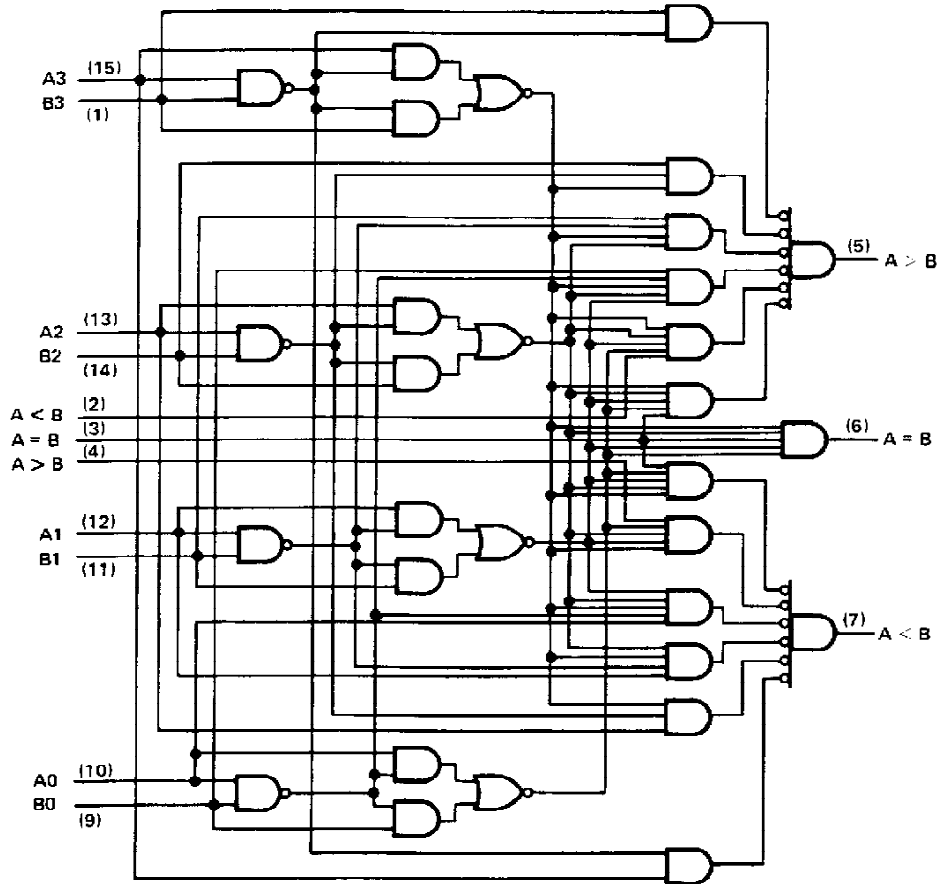 A3 (15)
B3 (1)
A2 (13)
B2 (14)
A < B (2)
A = B (3)
A > B (4)
A1 (12)
B1 (11)
A0 (10)
B0 (9)
(5) A > B
(6) A = B
(7) A < B